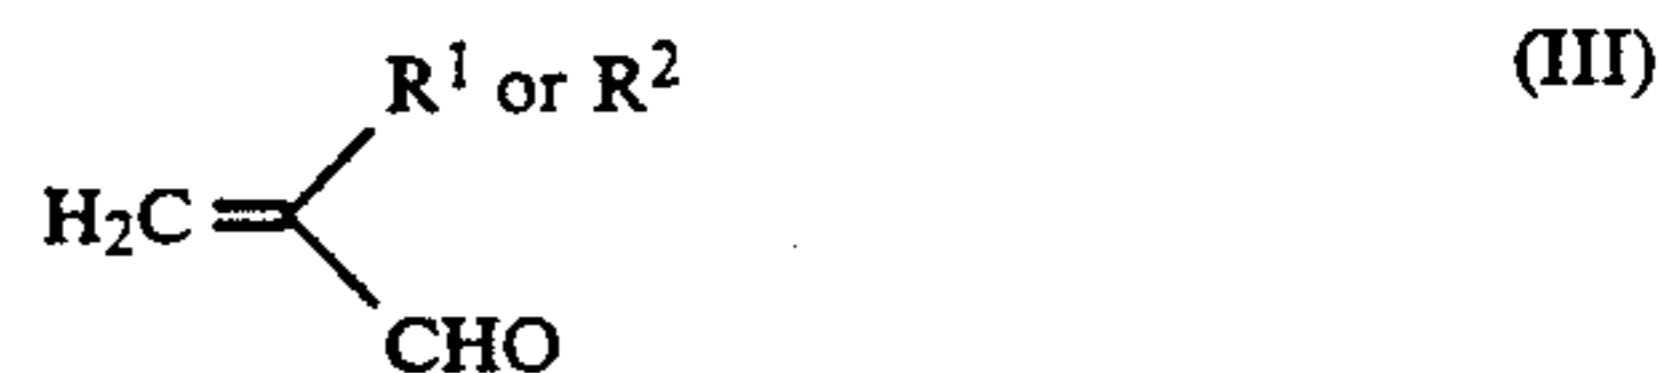 R¹ or R² (III)
H₂C
CHO